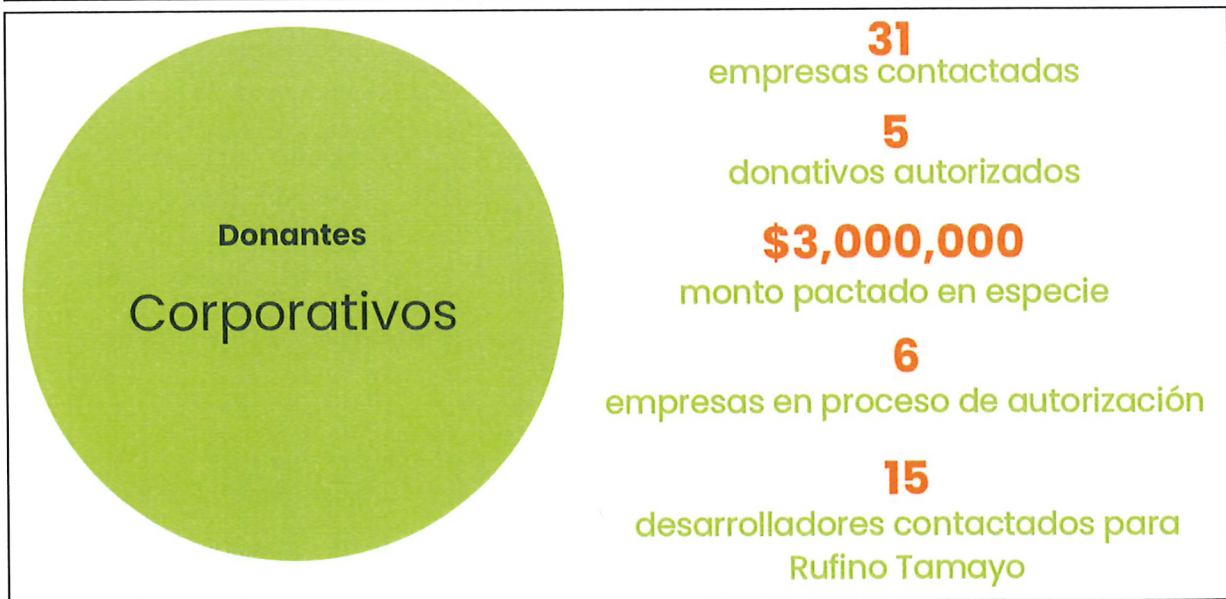 Donantes
Corporativos
31
empresas contactadas
5
donativos autorizados
$3,000,000
monto pactado en especie
6
empresas en proceso de autorización
15
desarrolladores contactados para
Rufino Tamayo